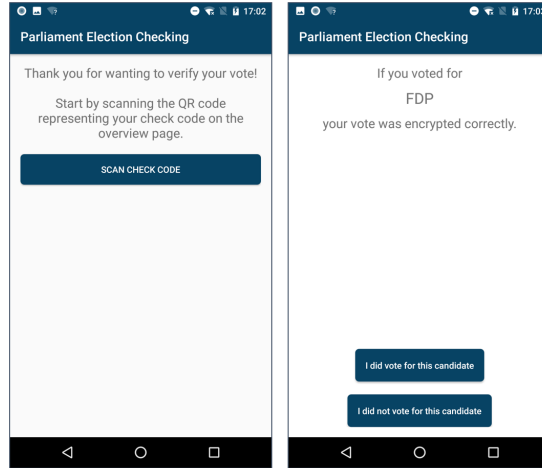 17:02
Parliament Election Checking
Thank you for wanting to verify your vote!
Start by scanning the QR code
representing your check code on the
overview page.
SCAN CHECK CODE
17:03
Parliament Election Checking
If you voted for
FDP
your vote was encrypted correctly.
I did vote for this candidate
I did not vote for this candidate